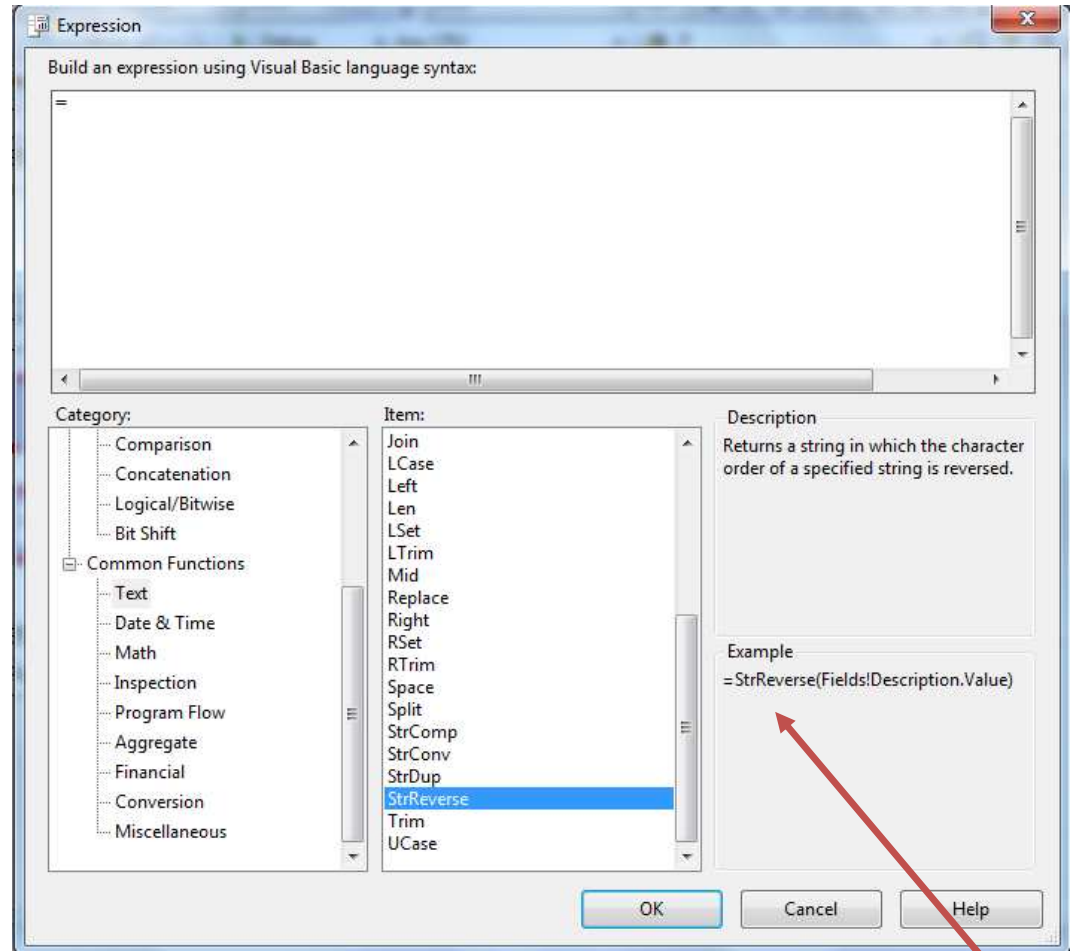 Expression
Build an expression using Visual Basic language syntax:
=
Category:
Comparison
Concatenation
Logical/Bitwise
Bit Shift
Common Functions
Text
Date & Time
Math
Inspection
Program Flow
Aggregate
Financial
Conversion
Miscellaneous
Item:
Join
LCase
Left
Len
LSet
LTrim
Mid
Replace
Right
RSet
RTrim
Space
Split
StrComp
StrConv
StrDup
StrReverse
Trim
UCase
Description
Returns a string in which the character
order of a specified string is reversed.
Example
=StrReverse(Fields!Description.Value)
OK
Cancel
Help